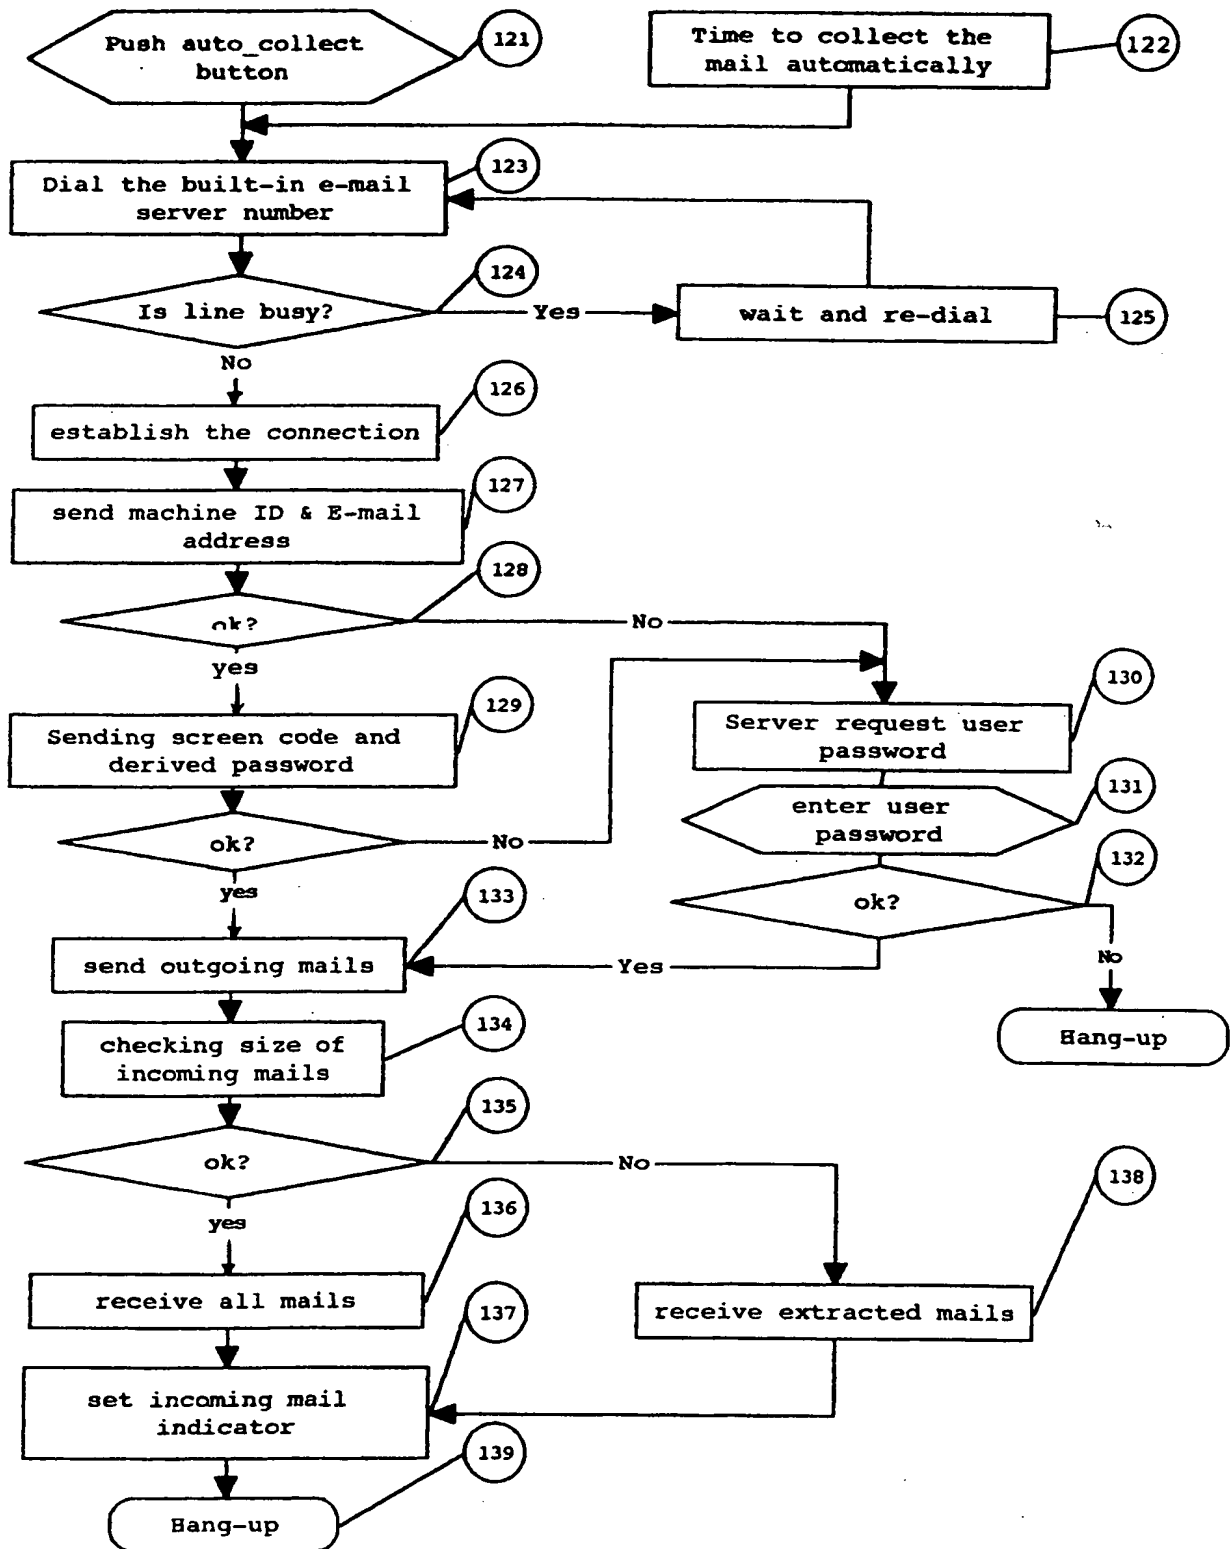 Push auto_collect
button
121
Time to collect the
mail automatically
122
Dial the built-in e-mail
server number
123
Is line busy?
124
Yes
wait and re-dial
125
No
establish the connection
126
send machine ID & E-mail
address
127
ok?
128
No
yes
Sending screen code and
derived password
129
Server request user
password
130
enter user
password
131
ok?
No
ok?
132
yes
No
send outgoing mails
133
Yes
Hang-up
checking size of
incoming mails
134
ok?
135
No
yes
receive all mails
136
receive extracted mails
138
set incoming mail
indicator
137
Hang-up
139